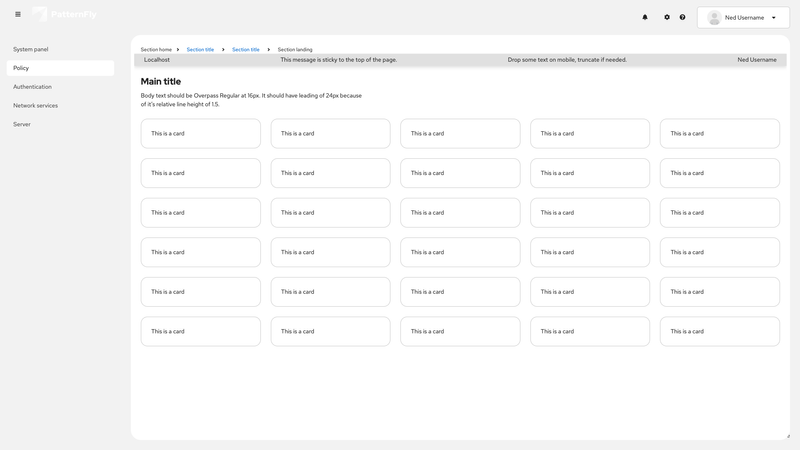 PatternFly
Ned Username
System panel
Policy
Authentication
Network services
Server
Section home Section title Section title Section landing
Localhost This message is sticky to the top of the page. Drop some text on mobile, truncate if needed. Ned Username
Main title
Body text should be Overpass Regular at 16px. It should have leading of 24px because
of it's relative line height of 1.5.
This is a card This is a card This is a card This is a card This is a card
This is a card This is a card This is a card This is a card This is a card
This is a card This is a card This is a card This is a card This is a card
This is a card This is a card This is a card This is a card This is a card
This is a card This is a card This is a card This is a card This is a card
This is a card This is a card This is a card This is a card This is a card